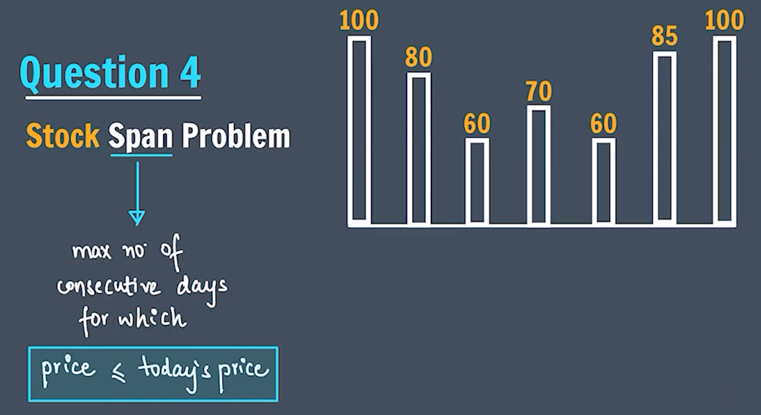 Question 4
Stock Span Problem
max no. of
consecutive days
for which
price ≤ today's price
100
80
60
70
60
85
100